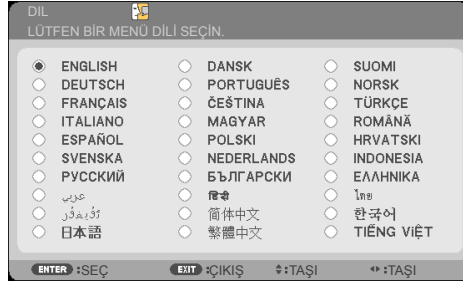 DIL
LÜTFEN BİR MENÜ DİLİ SEÇİN.
ENGLISH DANSK SUOMI
DEUTSCH PORTUGUÊS NORSK
FRANÇAIS ČEŠTINA TÜRKÇE
ITALIANO MAGYAR ROMÂNĂ
ESPAÑOL POLSKI HRVATSKI
SVENSKA NEDERLANDS INDONESIA
РУССКИЙ БЪЛГАРСКИ ΕΛΛΗΝΙΚΑ
عربي हिन्दी ไทย
简体中文 한국어
日本語 繁體中文 TIẾNG VIỆT
ENTER :SEÇ EXIT :ÇIKIŞ :TAŞI :TAŞI